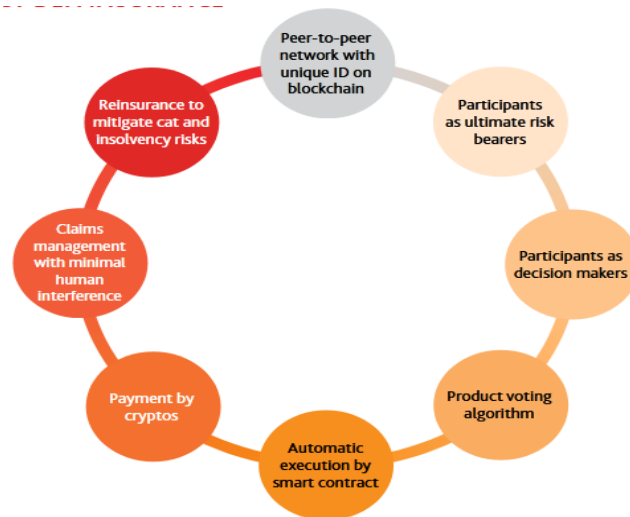 Peer-to-peer
network with
unique ID on
blockchain
Participants
as ultimate risk
bearers
Participants as
decision makers
Product voting
algorithm
Automatic
execution by
smart contract
Payment by
cryptos
Claims
management
with minimal
human
interference
Reinsurance to
mitigate cat and
insolvency risks